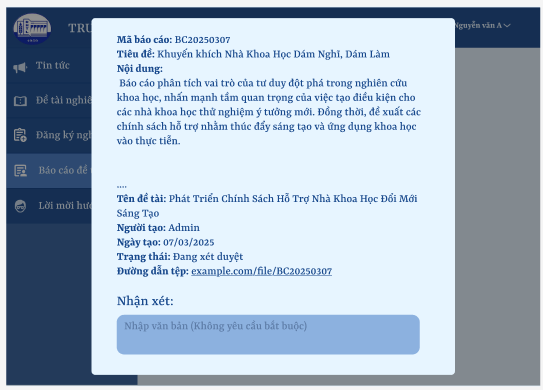 TRU
Nguyễn văn A
Tin tức
Đề tài nghiê
Đăng ký ngh
Báo cáo đề
Lời mời hướ
Mã báo cáo: BC20250307
Tiêu đề: Khuyến khích Nhà Khoa Học Dám Nghĩ, Dám Làm
Nội dung:
Báo cáo phân tích vai trò của tư duy đột phá trong nghiên cứu
khoa học, nhấn mạnh tầm quan trọng của việc tạo điều kiện cho
các nhà khoa học thử nghiệm ý tưởng mới. Đồng thời, đề xuất các
chính sách hỗ trợ nhằm thúc đẩy sáng tạo và ứng dụng khoa học
vào thực tiễn.
....
Tên đề tài: Phát Triển Chính Sách Hỗ Trợ Nhà Khoa Học Đổi Mới
Sáng Tạo
Người tạo: Admin
Ngày tạo: 07/03/2025
Trạng thái: Đang xét duyệt
Đường dẫn tệp: example.com/file/BC20250307
Nhận xét:
Nhập văn bản (Không yêu cầu bắt buộc)